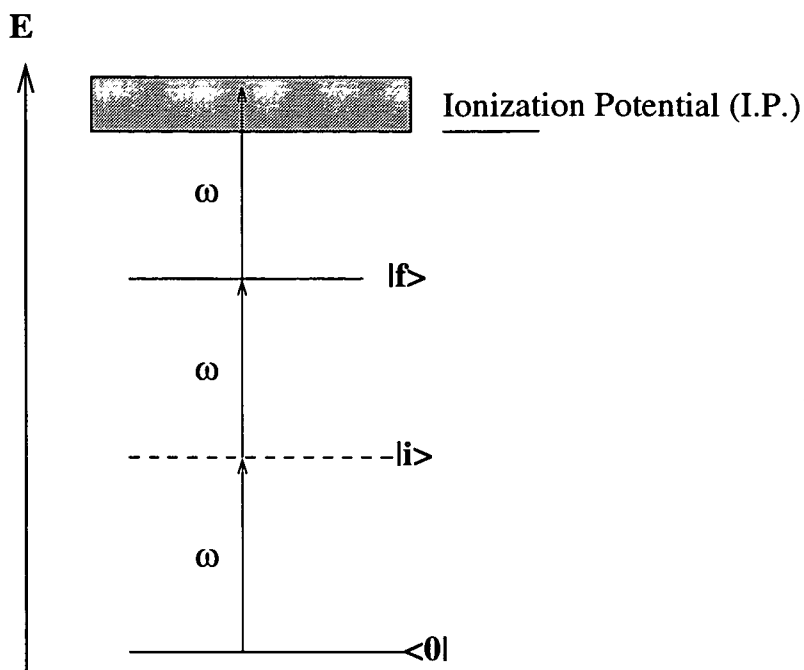 E
Ionization Potential (I.P.)
ω
|f>
ω
|i>
ω
<0|